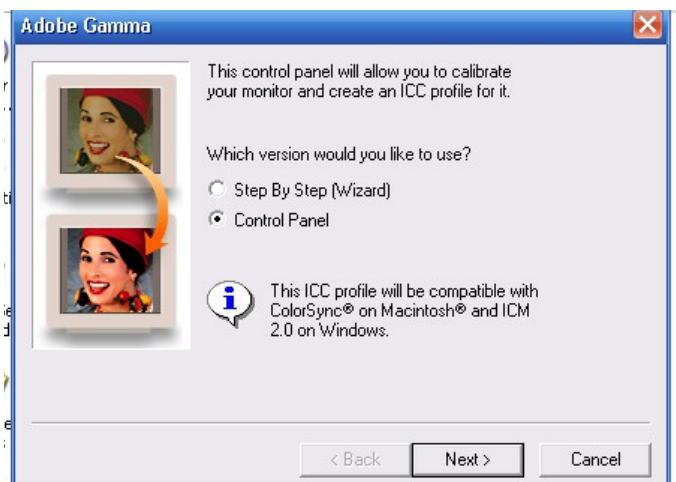 Adobe Gamma
This control panel will allow you to calibrate
your monitor and create an ICC profile for it.
Which version would you like to use?
Step By Step (Wizard)
Control Panel
This ICC profile will be compatible with
ColorSync® on Macintosh® and ICM
2.0 on Windows.
< Back
Next >
Cancel